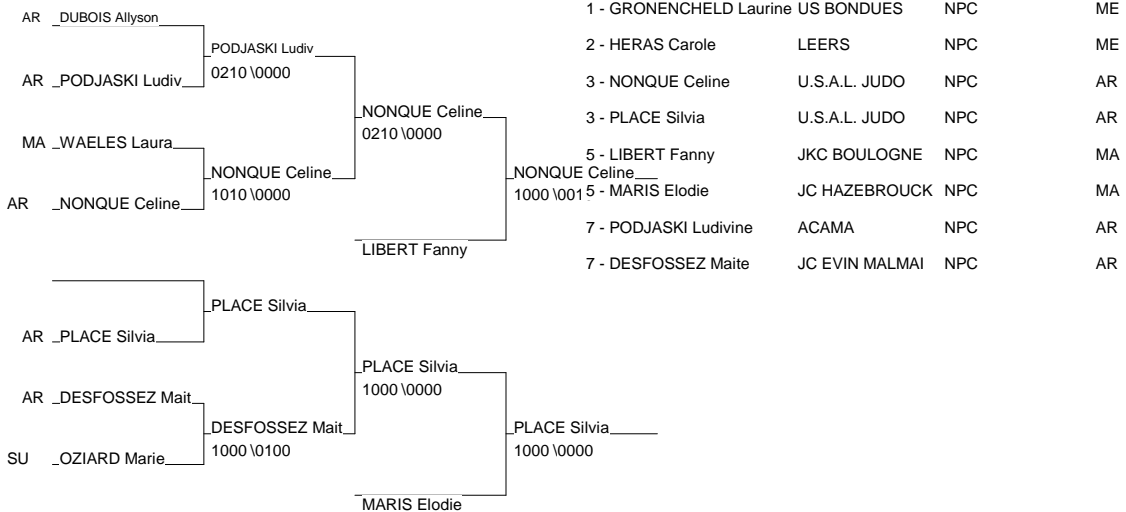 AR DUBOIS Allyson
PODJASKI Ludiv
0210 \0000
AR _PODJASKI Ludiv
NONQUE Celine
0210 \0000
MA _WAELES Laura
NONQUE Celine
1010 \0000
AR _NONQUE Celine
NONQUE Celine
1000 \001
LIBERT Fanny
PLACE Silvia
AR _PLACE Silvia
PLACE Silvia
1000 \0000
AR _DESFOSSEZ Mait
DESFOSSEZ Mait
1000 \0100
SU _OZIARD Marie
PLACE Silvia
1000 \0000
MARIS Elodie
1 - GRONENCHELD Laurine US BONDUES NPC ME
2 - HERAS Carole LEERS NPC ME
3 - NONQUE Celine U.S.A.L. JUDO NPC AR
3 - PLACE Silvia U.S.A.L. JUDO NPC AR
5 - LIBERT Fanny JKC BOULOGNE NPC MA
5 - MARIS Elodie JC HAZEBROUCK NPC MA
7 - PODJASKI Ludivine ACAMA NPC AR
7 - DESFOSSEZ Maite JC EVIN MALMAI NPC AR